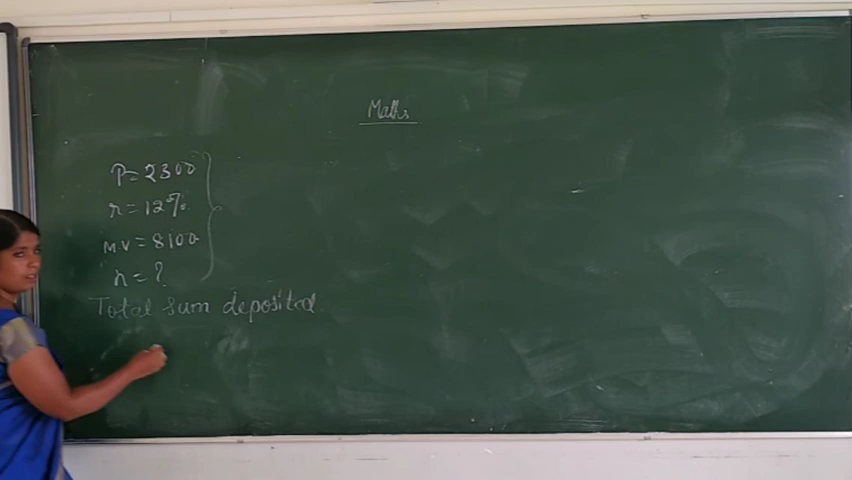 Maths
P=2300
r=12%.
MV=8100
n=?
Total sum deposited